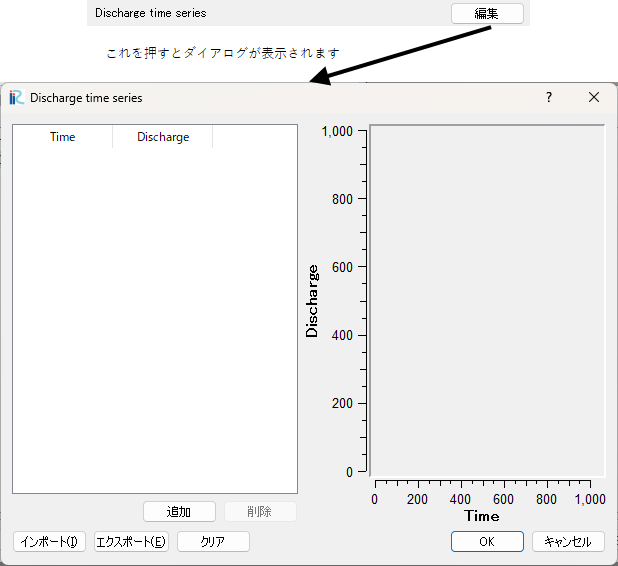 Discharge time series 編集
これを押すとダイアログが表示されます
iRC Discharge time series ?
Time Discharge
1,000
800
600
400
200
0
Discharge
0 200 400 600 800 1,000
Time
追加 削除
インポート(I) エクスポート(E) クリア OK キャンセル